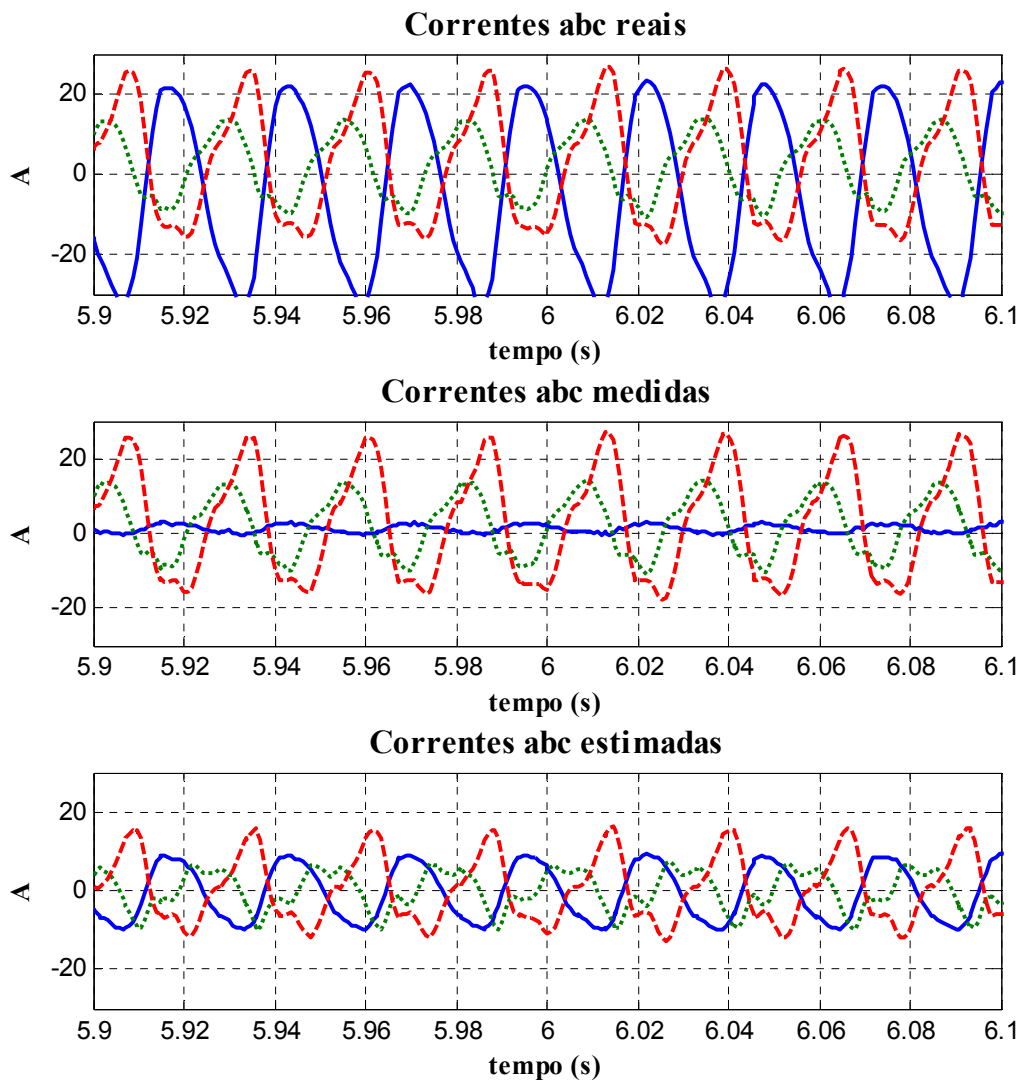 Correntes abc reais
20
0
-20
A
5.9 5.92 5.94 5.96 5.98 6 6.02 6.04 6.06 6.08 6.1
tempo (s)
Correntes abc medidas
20
0
-20
A
5.9 5.92 5.94 5.96 5.98 6 6.02 6.04 6.06 6.08 6.1
tempo (s)
Correntes abc estimadas
20
0
-20
A
5.9 5.92 5.94 5.96 5.98 6 6.02 6.04 6.06 6.08 6.1
tempo (s)